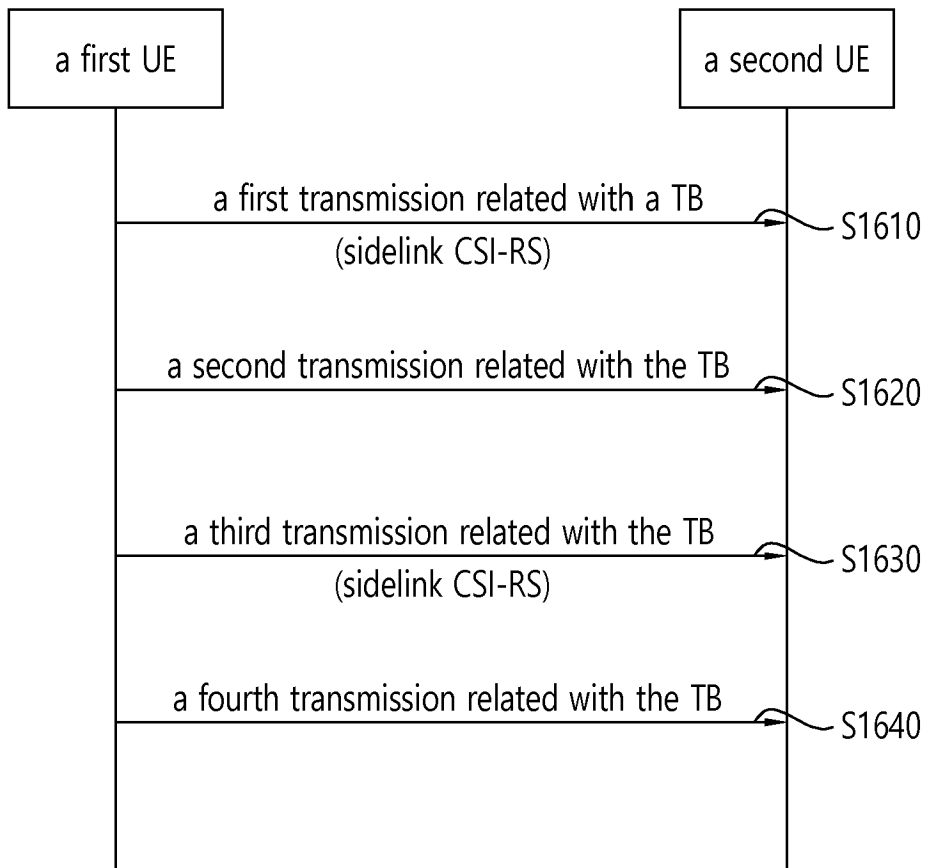 a first UE
a second UE
a first transmission related with a TB
(sidelink CSI-RS)
S1610
a second transmission related with the TB
S1620
a third transmission related with the TB
(sidelink CSI-RS)
S1630
a fourth transmission related with the TB
S1640